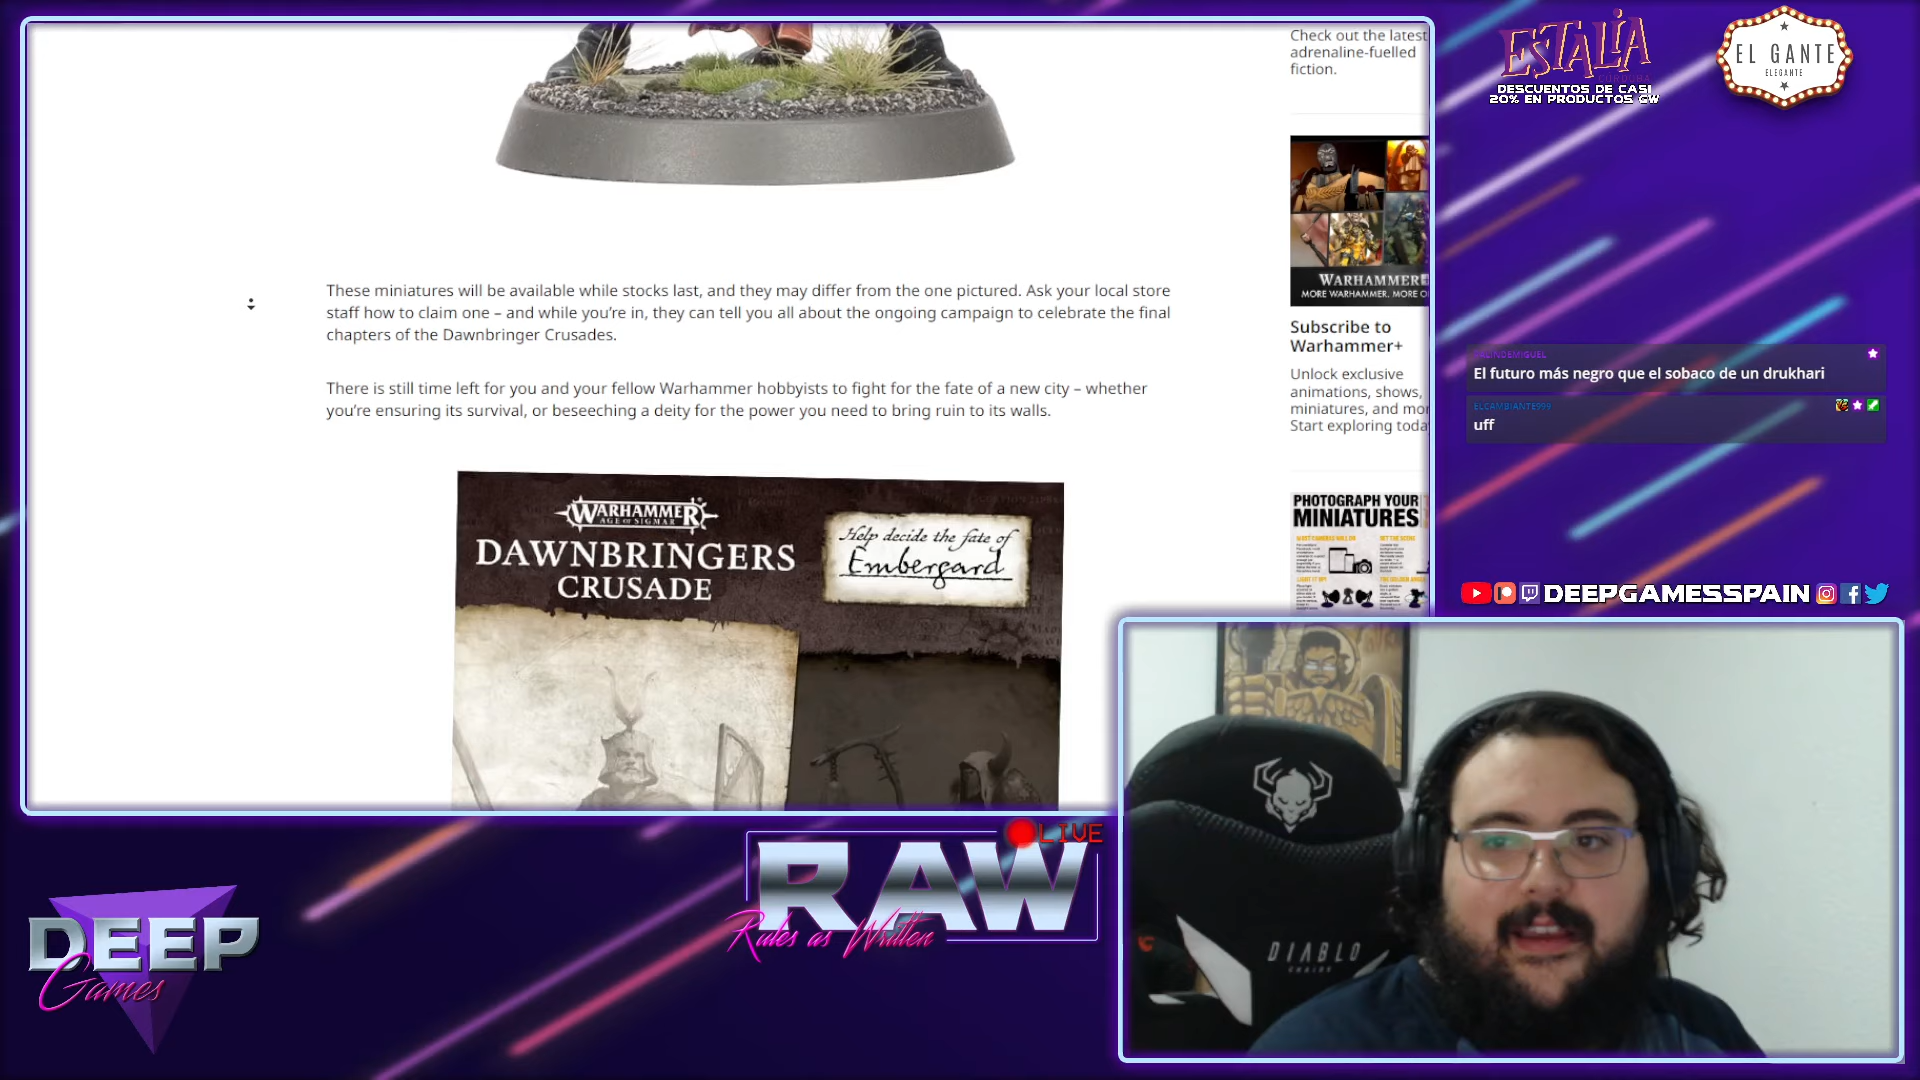 Check out the latest
adrenaline-fuelled
fiction.
ESTALIA
CÓRDOBA
DESCUENTOS DE CASI
20% EN PRODUCTOS GW
EL GANTE
ELEGANTE
WARHAMMER
MORE WARHAMMER. MORE O
Subscribe to
Warhammer+
Unlock exclusive
animations, shows,
miniatures, and mor
Start exploring toda
These miniatures will be available while stocks last, and they may differ from the one pictured. Ask your local store
staff how to claim one – and while you’re in, they can tell you all about the ongoing campaign to celebrate the final
chapters of the Dawnbringer Crusades.
There is still time left for you and your fellow Warhammer hobbyists to fight for the fate of a new city – whether
you’re ensuring its survival, or beseeching a deity for the power you need to bring ruin to its walls.
WARHAMMER
AGE OF SIGMAR
DAWNBRINGERS
CRUSADE
Help decide the fate of
Embergard
PHOTOGRAPH YOUR
MINIATURES
El futuro más negro que el sobaco de un drukhari
ELCAMBIANTE999
uff
DEEPGAMESSPAIN
LIVE
RAW
Rules as Written
DEEP
Games
DIABLO